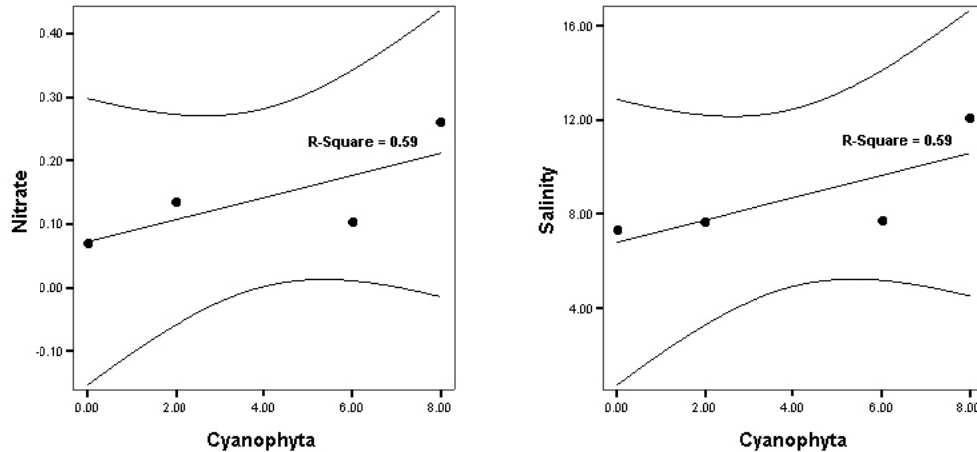 0.40
0.30
R-Square = 0.59
0.20
Nitrate
0.10
0.00
-0.10
0.00 2.00 4.00 6.00 8.00
Cyanophyta
16.00
12.00
R-Square = 0.59
Salinity
8.00
4.00
0.00 2.00 4.00 6.00 8.00
Cyanophyta